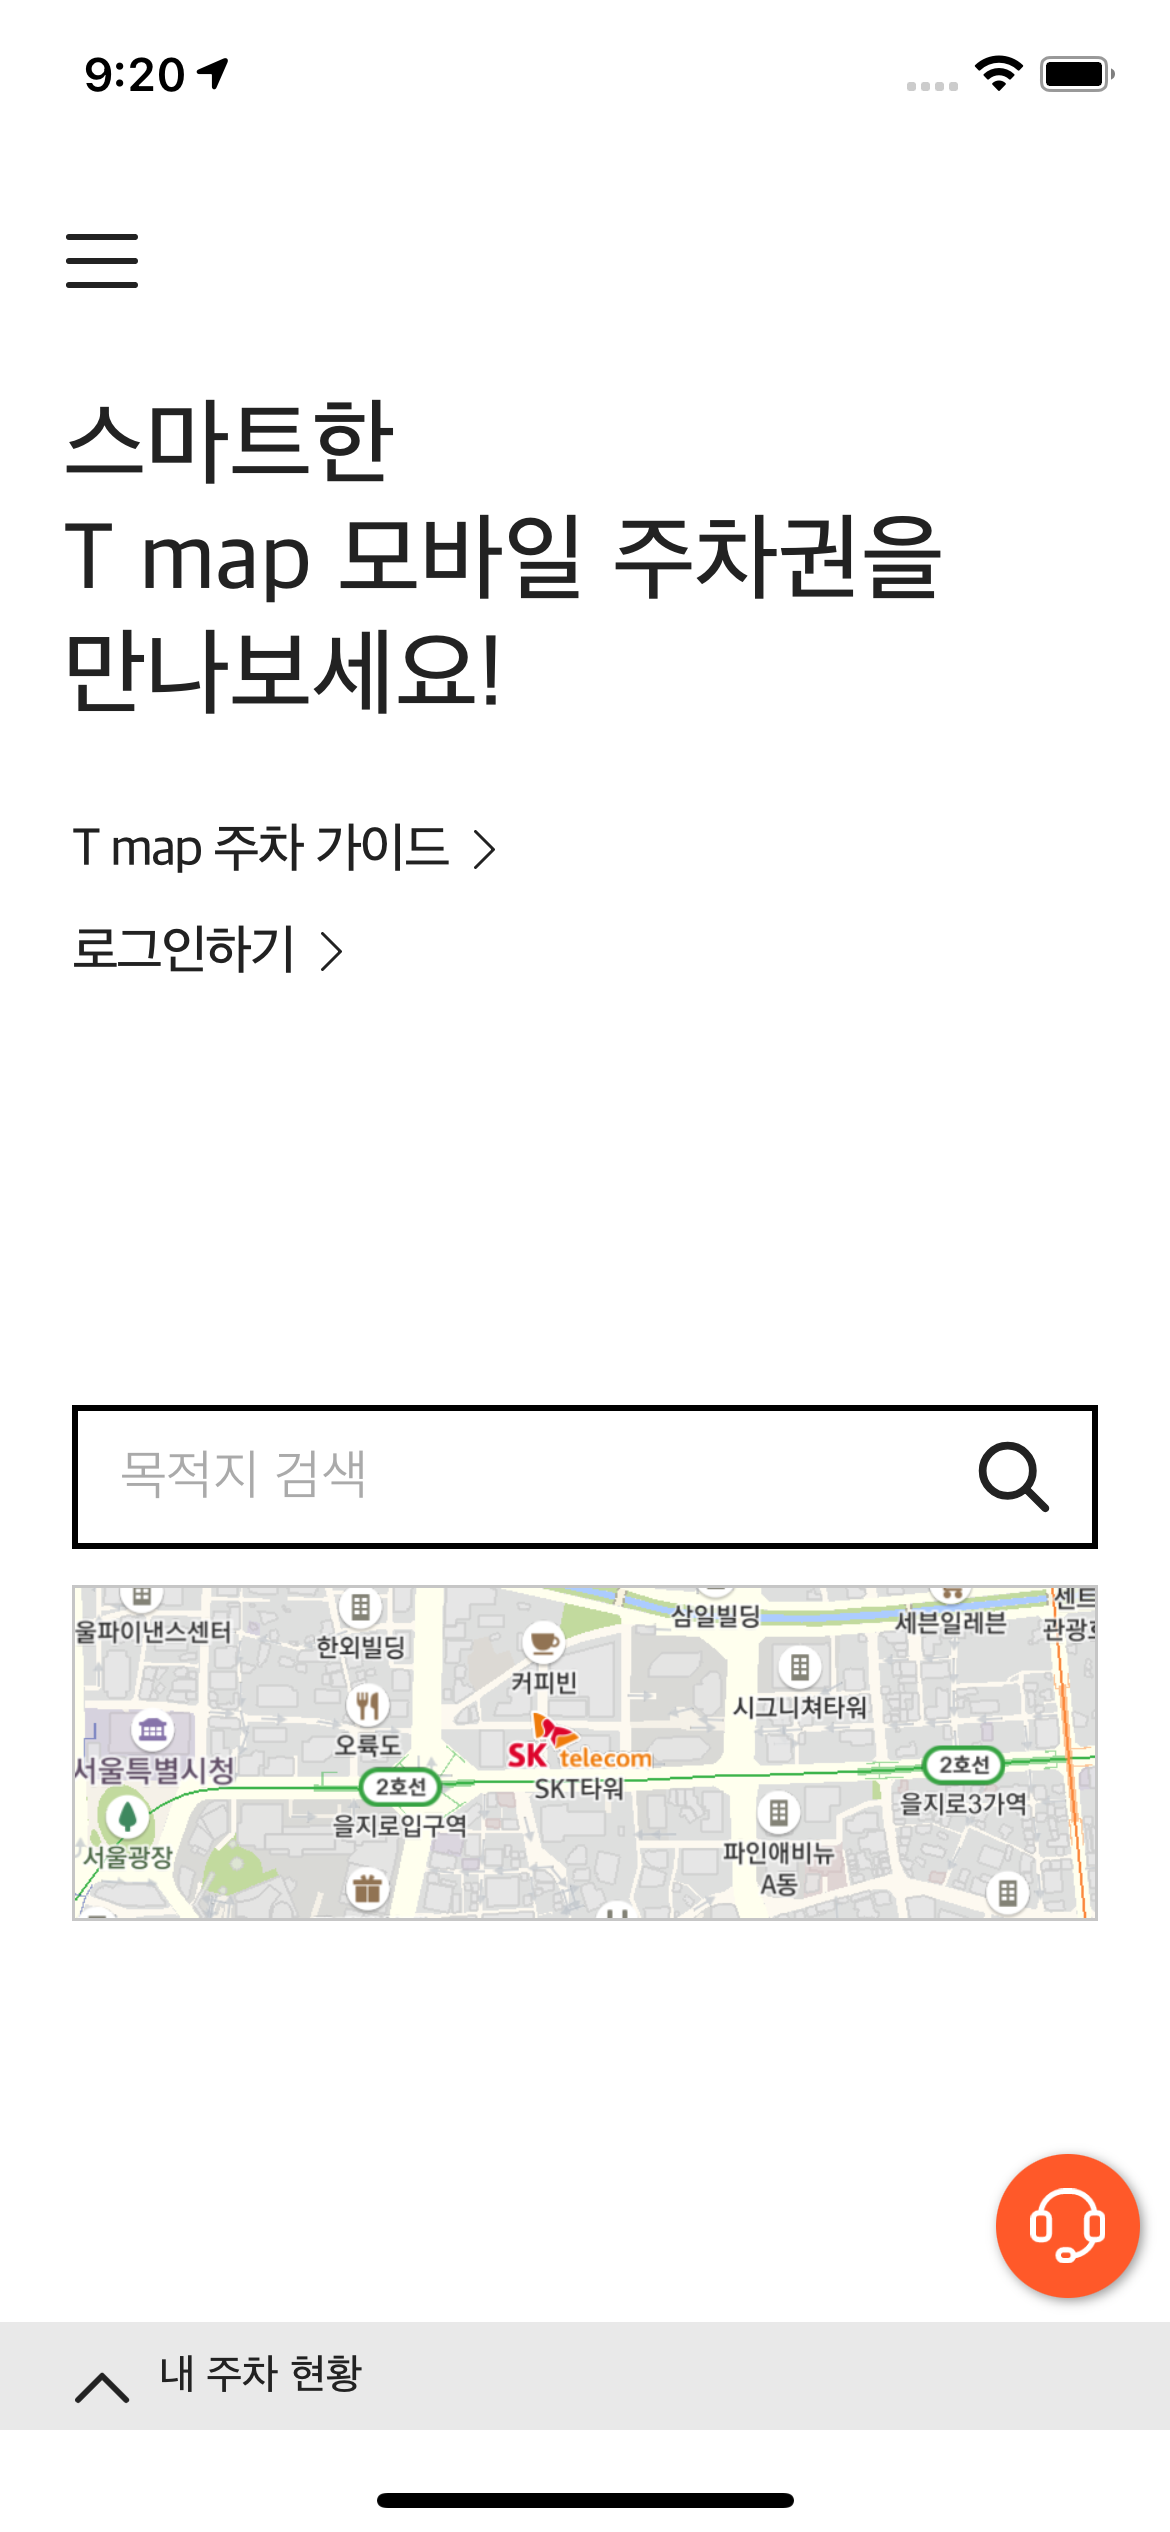 9:20
스마트한
T map 모바일 주차권을
만나보세요!
T map 주차 가이드
로그인하기
목적지 검색
센트
울파이낸스센터
한외빌딩
삼일빌딩
세븐일레븐
관광호
커피빈
시그니쳐타워
오륙도
SK telecom
서울특별시청
2호선
SKT타워
2호선
을지로입구역
을지로3가역
서울광장
파인애비뉴
A동
내 주차 현황